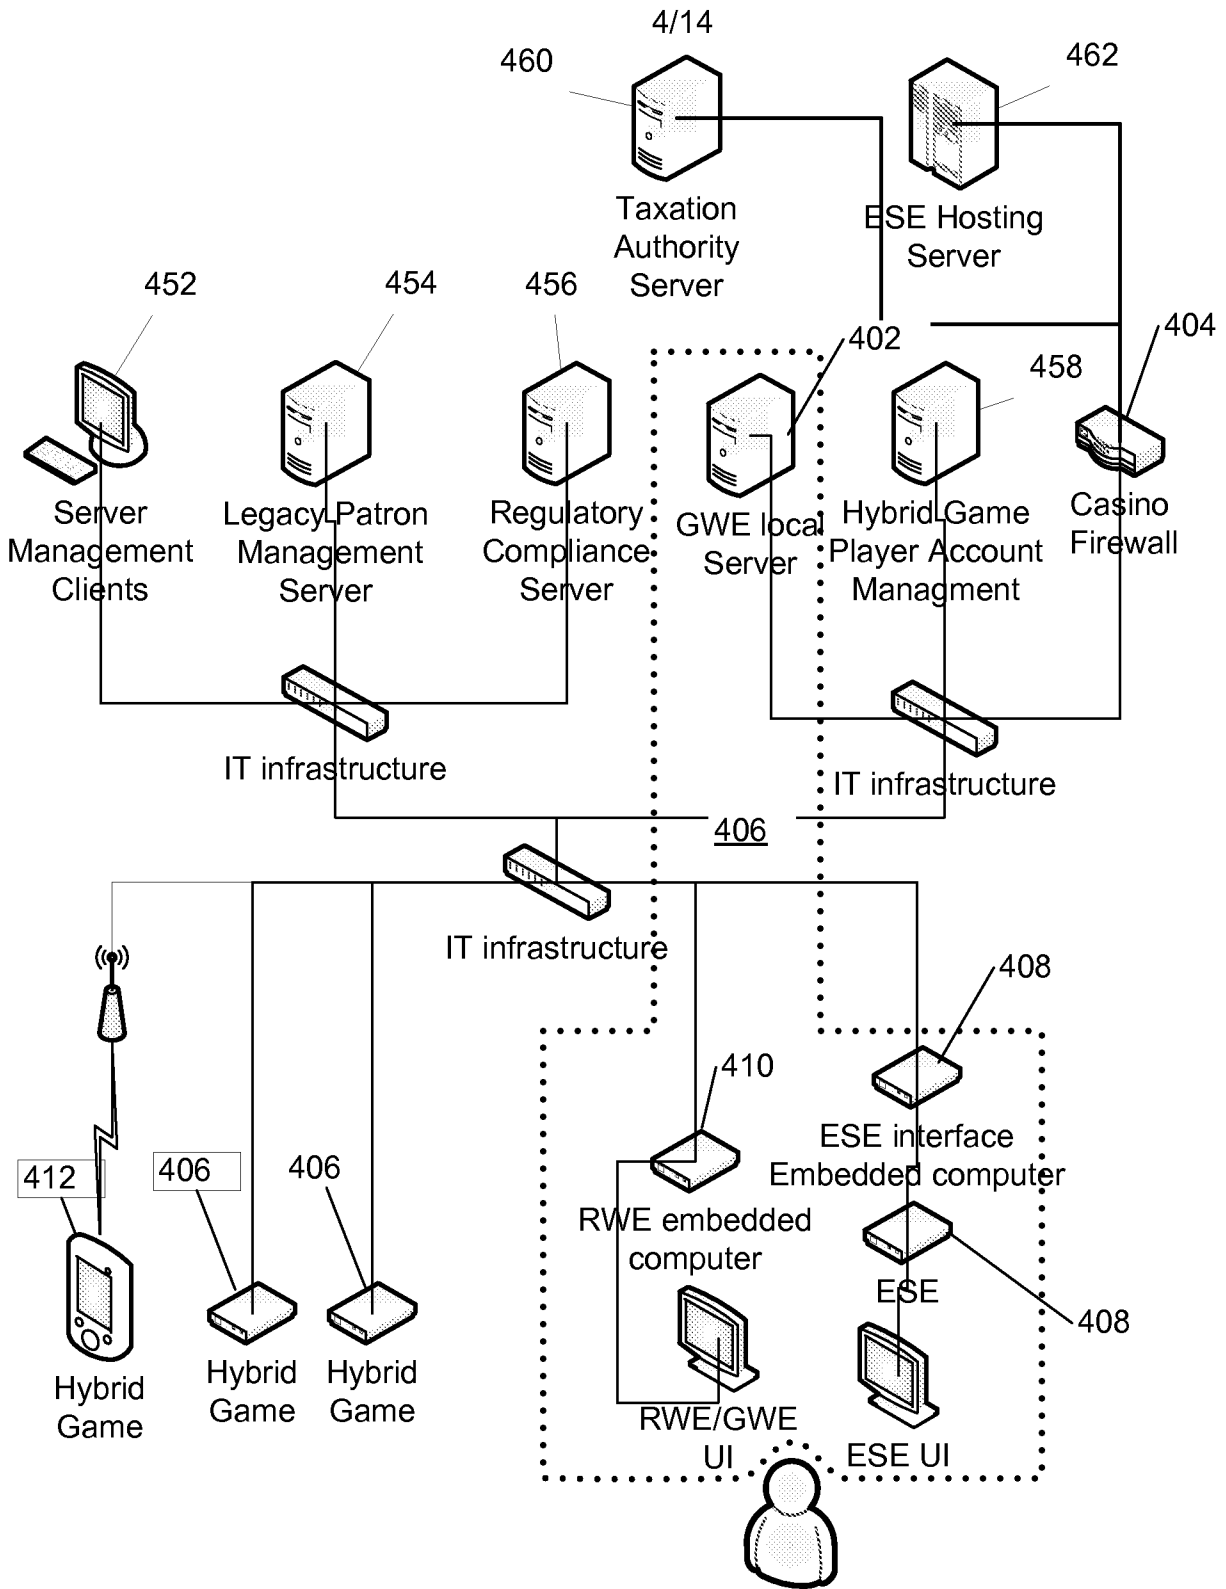 4/14
460
462
Taxation
Authority
Server
ESE Hosting
Server
452
454
456
402
404
458
Server
Management
Clients
Legacy Patron
Management
Server
Regulatory
Compliance
Server
GWE local
Server
Hybrid Game
Player Account
Managment
Casino
Firewall
IT infrastructure
IT infrastructure
406
IT infrastructure
408
410
ESE interface
Embedded computer
412
406
406
RWE embedded
computer
ESE
408
Hybrid
Game
Hybrid
Game
Hybrid
Game
RWE/GWE
UI
ESE UI